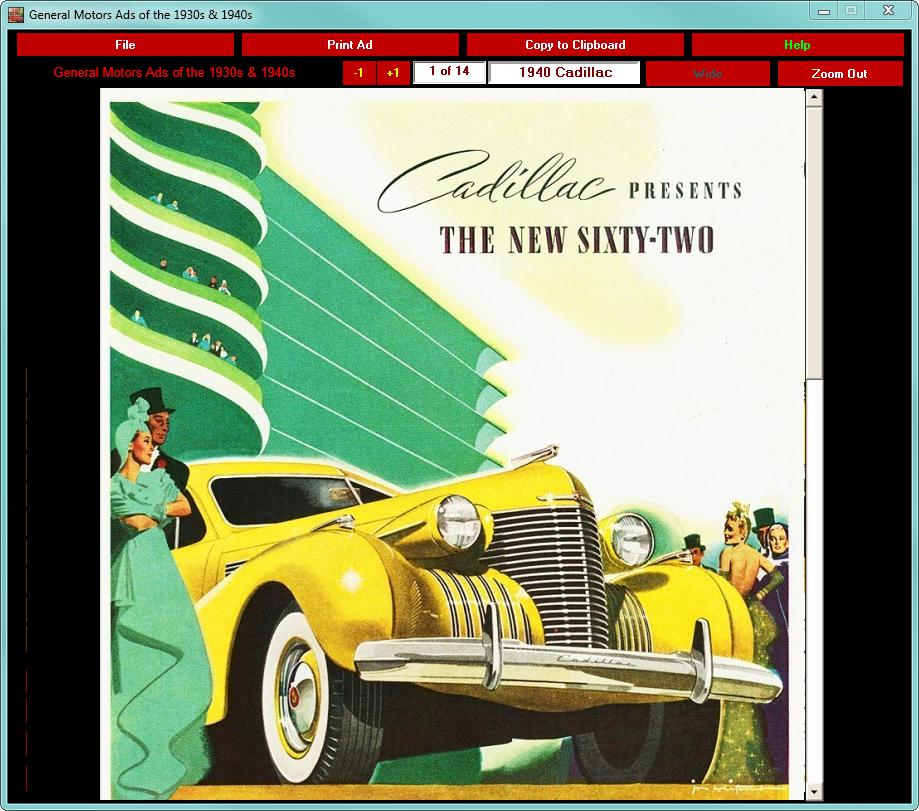 General Motors Ads of the 1930s & 1940s
File Print Ad Copy to Clipboard Help
General Motors Ads of the 1930s & 1940s -1 +1 1 of 14 1940 Cadillac Wide Zoom Out
Cadillac PRESENTS
THE NEW SIXTY-TWO
Cadillac